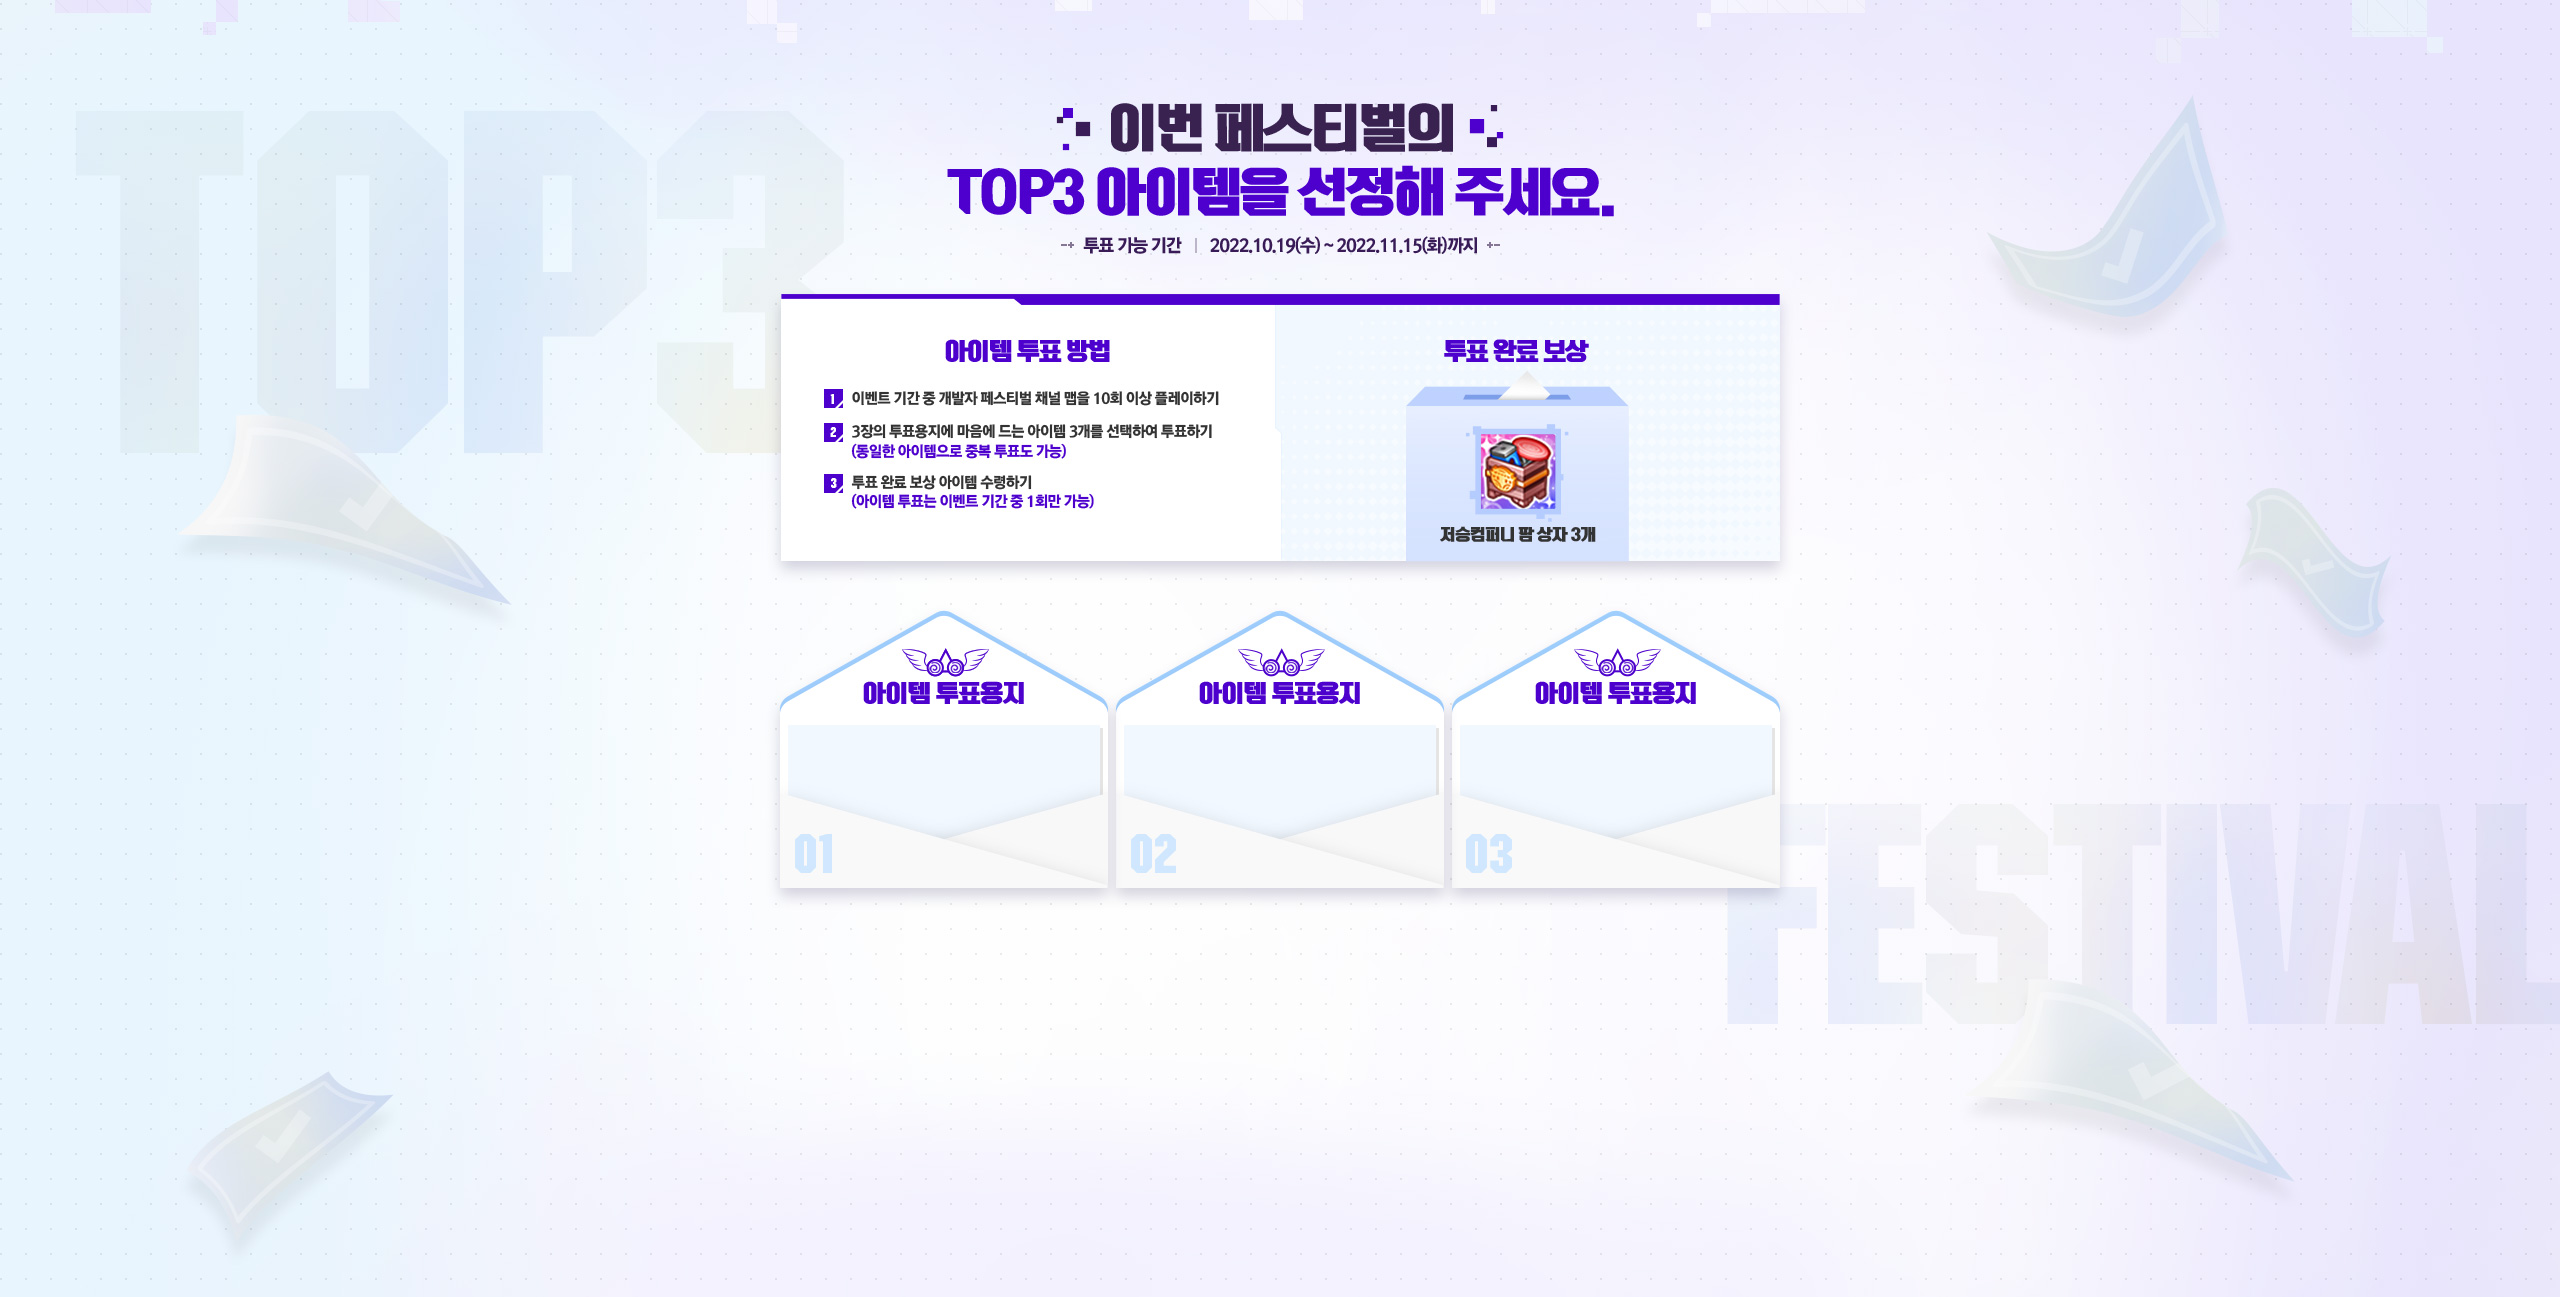 TOP3
이번 페스티벌의
TOP3 아이템을 선정해 주세요.
투표 가능 기간 | 2022.10.19(수) ~ 2022.11.15(화)까지
아이템 투표 방법
1 이벤트 기간 중 개발자 페스티벌 채널 맵을 10회 이상 플레이하기
2 3장의 투표용지에 마음에 드는 아이템 3개를 선택하여 투표하기
(동일한 아이템으로 중복 투표도 가능)
3 투표 완료 보상 아이템 수령하기
(아이템 투표는 이벤트 기간 중 1회만 가능)
투표 완료 보상
저승컴퍼니 팜 상자 3개
아이템 투표용지
01
아이템 투표용지
02
아이템 투표용지
03
FESTIVAL